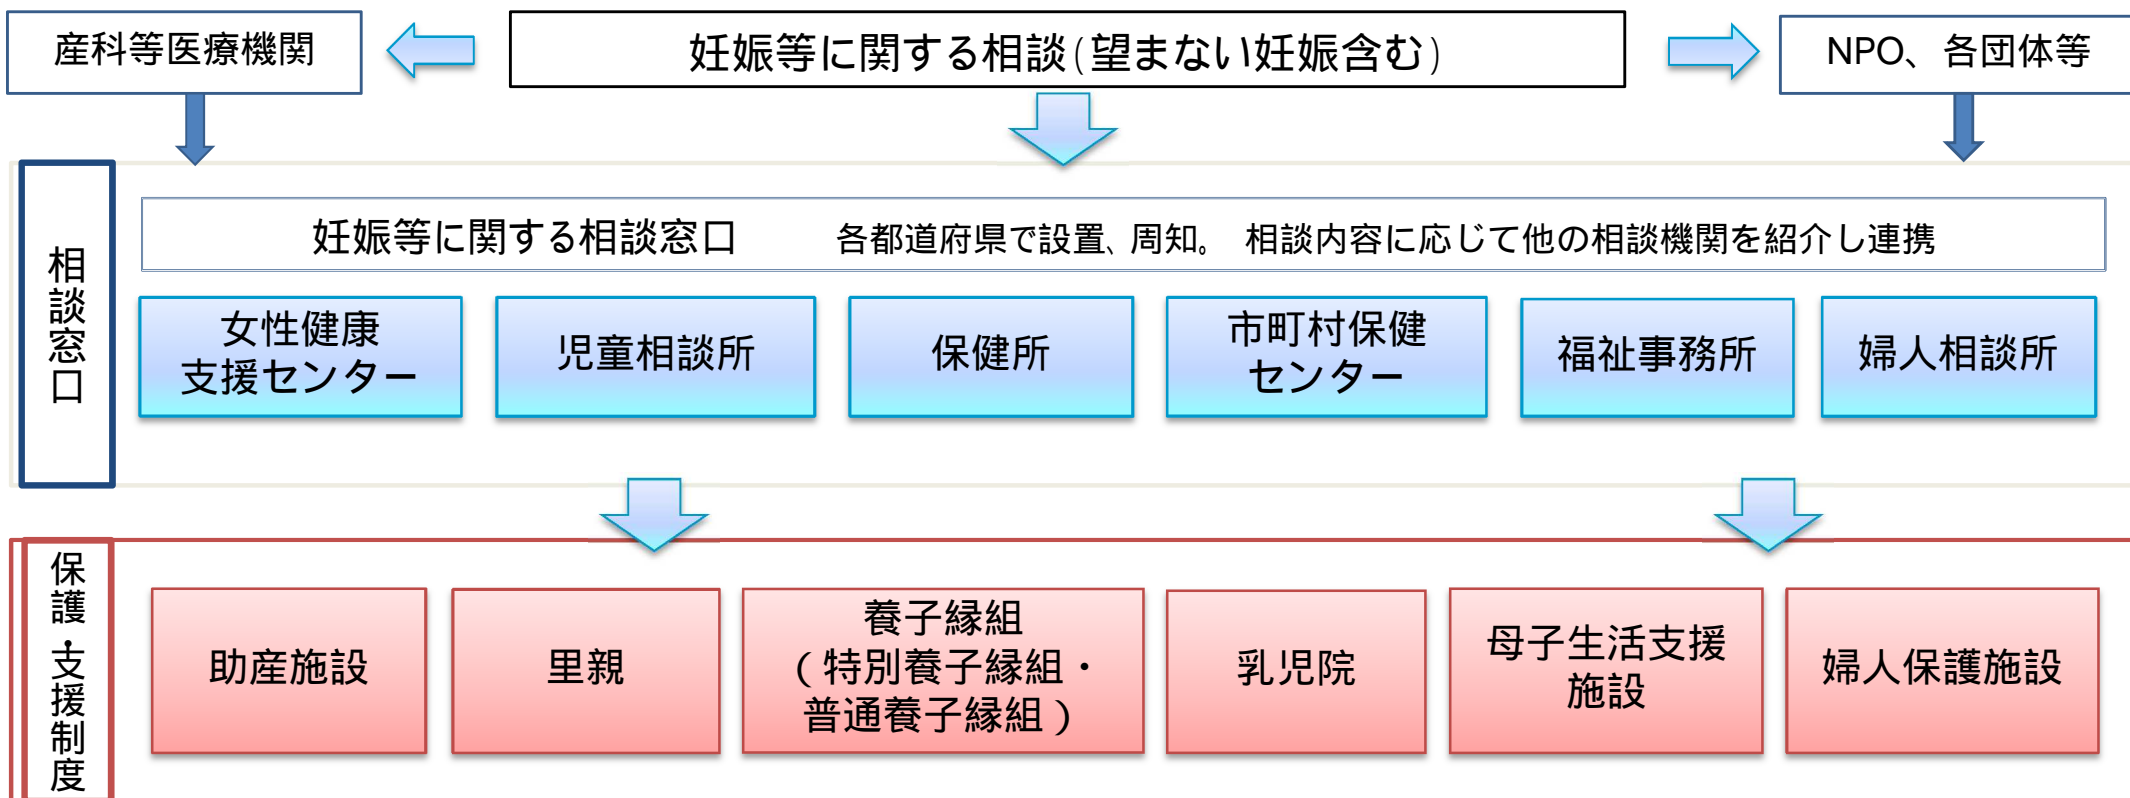 産科等医療機関
妊娠等に関する相談(望まない妊娠含む)
NPO、各団体等
相談窓口
妊娠等に関する相談窓口 各都道府県で設置、周知。 相談内容に応じて他の相談機関を紹介し連携
女性健康
支援センター
児童相談所
保健所
市町村保健
センター
福祉事務所
婦人相談所
保護・支援制度
助産施設
里親
養子縁組
(特別養子縁組・
普通養子縁組)
乳児院
母子生活支援
施設
婦人保護施設